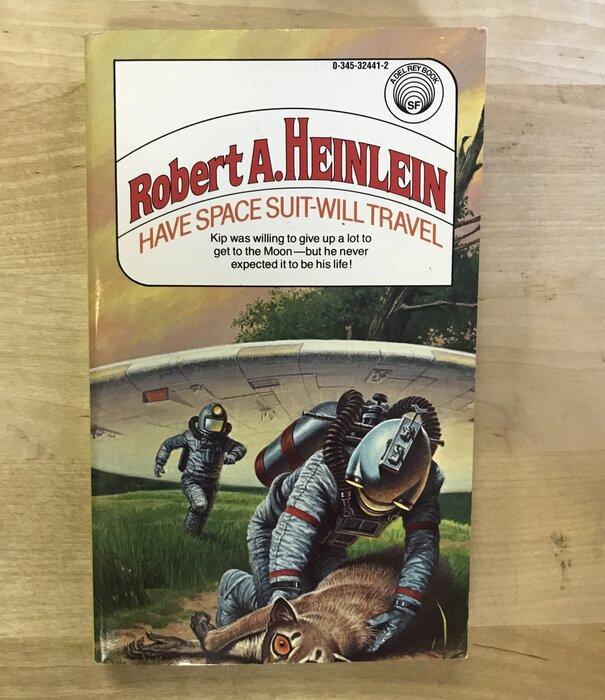 0-345-32441-2
A DEL REY BOOK
SF
Robert A. HEINLEIN
HAVE SPACE SUIT-WILL TRAVEL
Kip was willing to give up a lot to
get to the Moon—but he never
expected it to be his life!